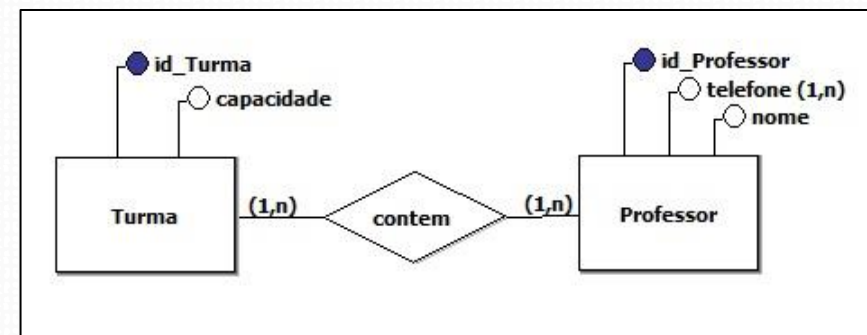 id_Turma
capacidade
id_Professor
telefone (1,n)
nome
Turma
(1,n)
contem
(1,n)
Professor